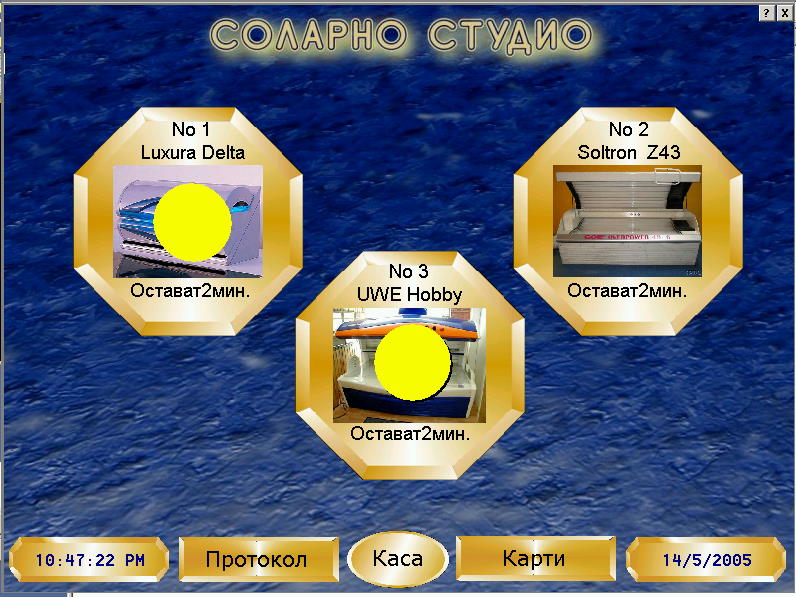 ? X
СОЛАРНО СТУДИО
No 1
Luxura Delta
Остават2мин.
No 2
Soltron Z43
Остават2мин.
No 3
UWE Hobby
Остават2мин.
10:47:22 PM
Протокол
Каса
Карти
14/5/2005